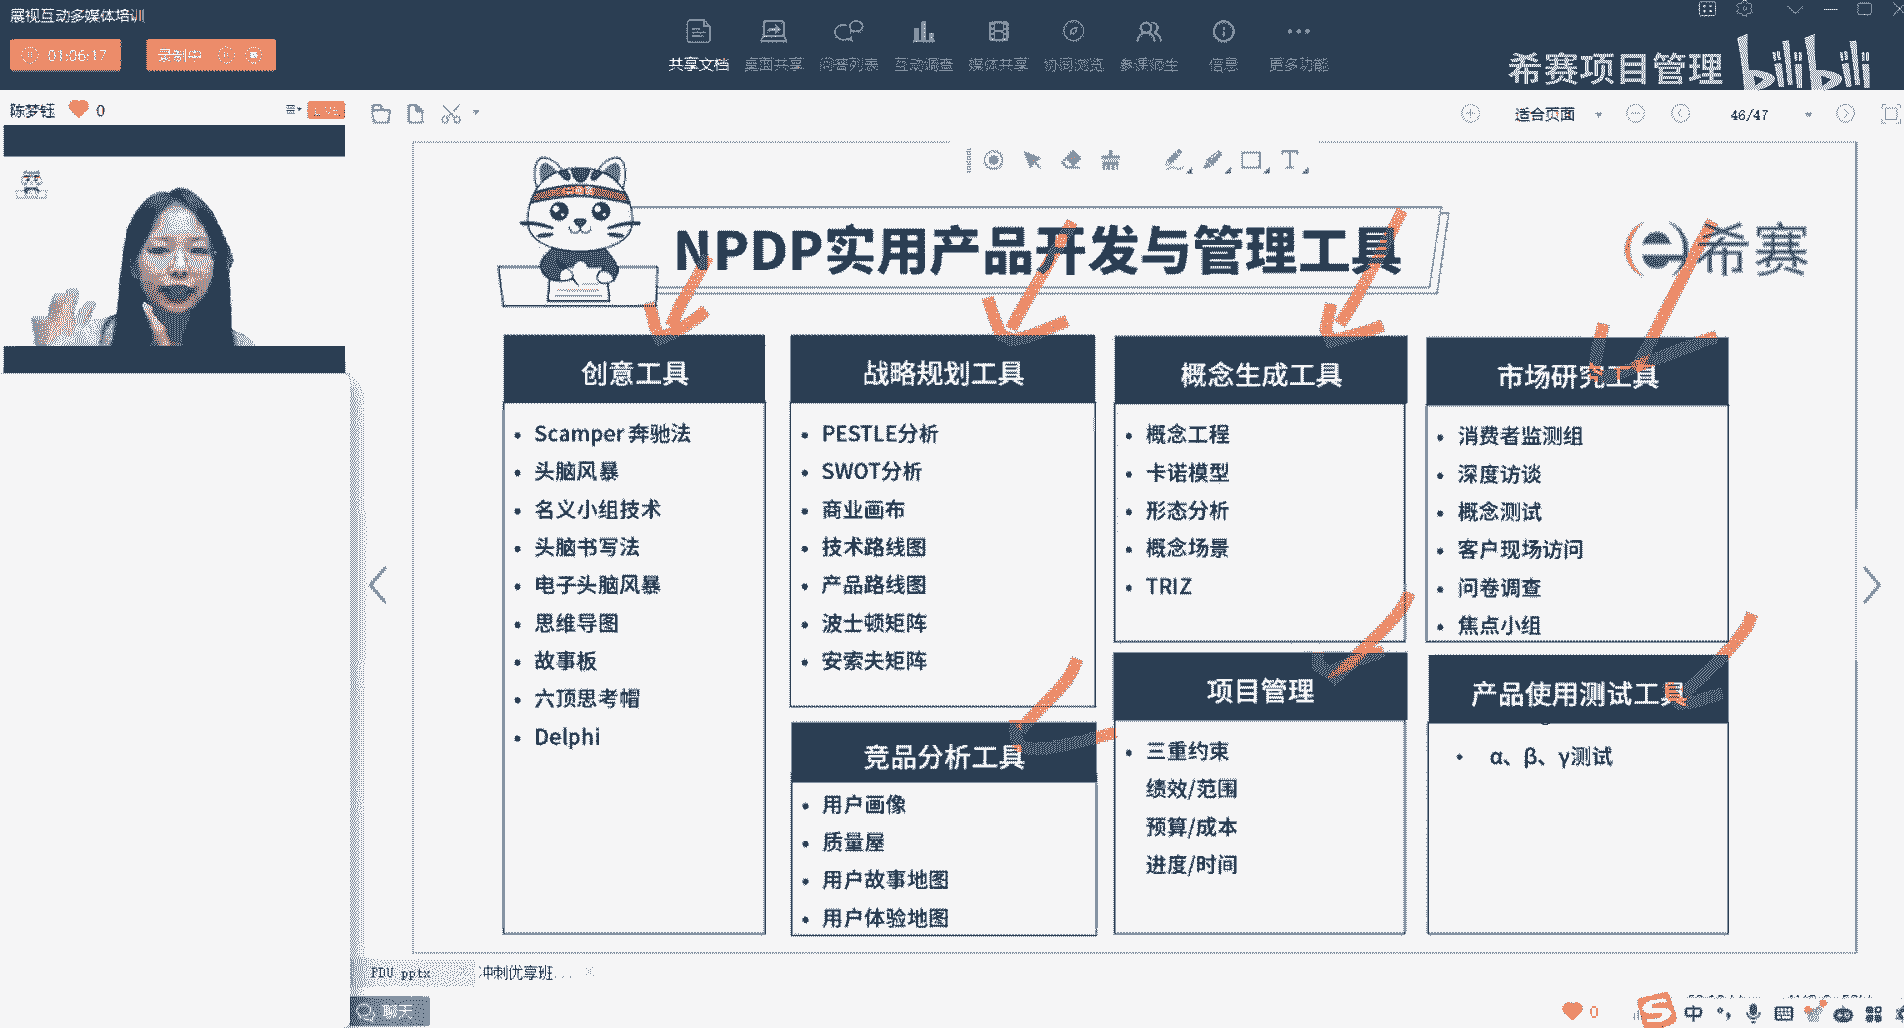 展视互动多媒体培训
01:06:17
录制中
共享文档
桌面共享
问答列表
互动调查
媒体共享
协同浏览
参课师生
信息
更多功能
希赛项目管理
bilibili
陈梦钰
0
适合页面
46/47
NPDP实用产品开发与管理工具
希赛
创意工具
Scamper 奔驰法
头脑风暴
名义小组技术
头脑书写法
电子头脑风暴
思维导图
故事板
六顶思考帽
Delphi
战略规划工具
PESTLE分析
SWOT分析
商业画布
技术路线图
产品路线图
波士顿矩阵
安索夫矩阵
竞品分析工具
用户画像
质量屋
用户故事地图
用户体验地图
概念生成工具
概念工程
卡诺模型
形态分析
概念场景
TRIZ
项目管理
三重约束
绩效/范围
预算/成本
进度/时间
市场研究工具
消费者监测组
深度访谈
概念测试
客户现场访问
问卷调查
焦点小组
产品使用测试工具
α、β、γ测试
PDU pptx
冲刺优享班...
聊天
0
中